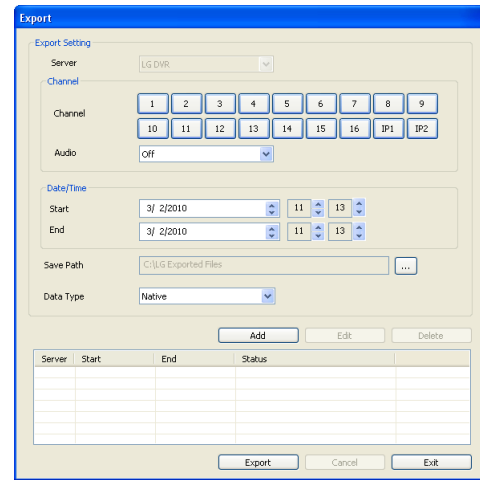 Export
Export Setting
Server LG DVR
Channel
Channel 1 2 3 4 5 6 7 8 9
10 11 12 13 14 15 16 IP1 IP2
Audio Off
Date/Time
Start 3/ 2/2010 11 13
End 3/ 2/2010 11 13
Save Path C:\LG Exported Files ...
Data Type Native
Add Edit Delete
Server Start End Status
Export Cancel Exit